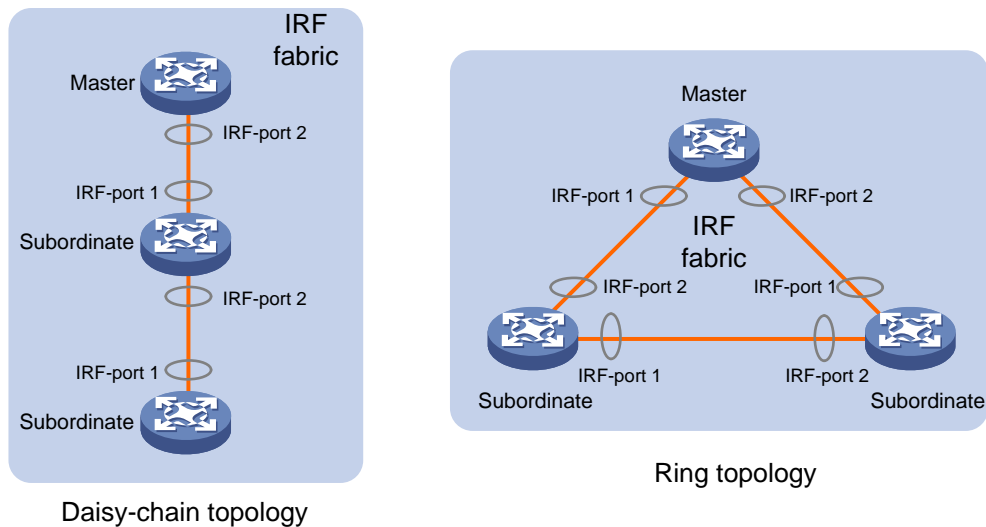 IRF
fabric
Master
IRF-port 2
IRF-port 1
Subordinate
IRF-port 2
IRF-port 1
Subordinate
Daisy-chain topology
Master
IRF-port 1
IRF-port 2
IRF
fabric
IRF-port 2
IRF-port 1
IRF-port 1
IRF-port 2
Subordinate
Subordinate
Ring topology